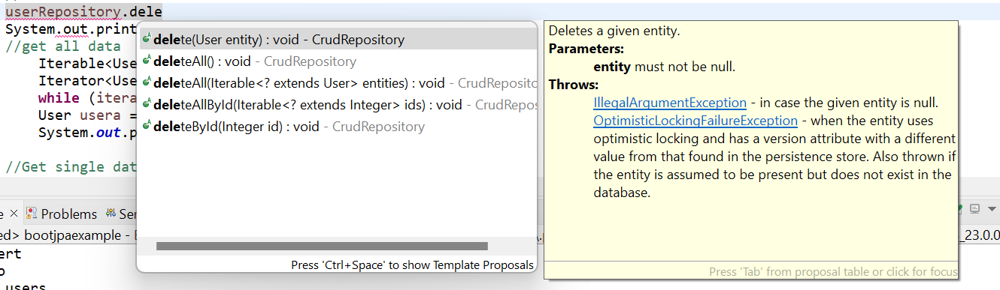 userRepository.dele
System.out.print
//get all data
Iterable<Use
Iterator<Use
while (itera
User usera =
System.out.p
//Get single dat
delete(User entity) : void - CrudRepository
deleteAll() : void - CrudRepository
deleteAll(Iterable<? extends User> entities) : void - CrudReposito
deleteAllById(Iterable<? extends Integer> ids) : void - CrudRepos
deleteById(Integer id) : void - CrudRepository
Press 'Ctrl+Space' to show Template Proposals
Deletes a given entity.
Parameters:
entity must not be null.
Throws:
IllegalArgumentException - in case the given entity is null.
OptimisticLockingFailureException - when the entity uses
optimistic locking and has a version attribute with a different
value from that found in the persistence store. Also thrown if
the entity is assumed to be present but does not exist in the
database.
Press 'Tab' from proposal table or click for focus
Problems
Ser
ed> bootjpaexample -
_23.0.0
ert
o
users